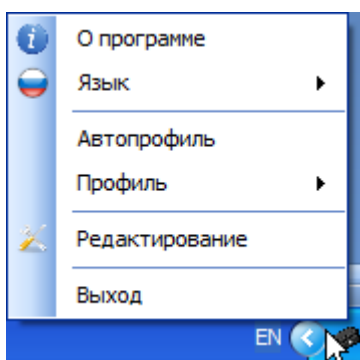 О программе
Язык
Автопрофиль
Профиль
Редактирование
Выход
EN